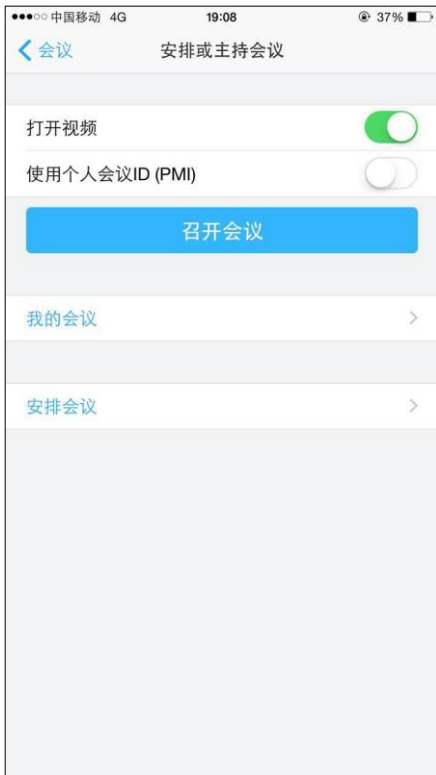 中国移动 4G 19:08 37%
会议 安排或主持会议
打开视频
使用个人会议ID (PMI)
召开会议
我的会议
安排会议